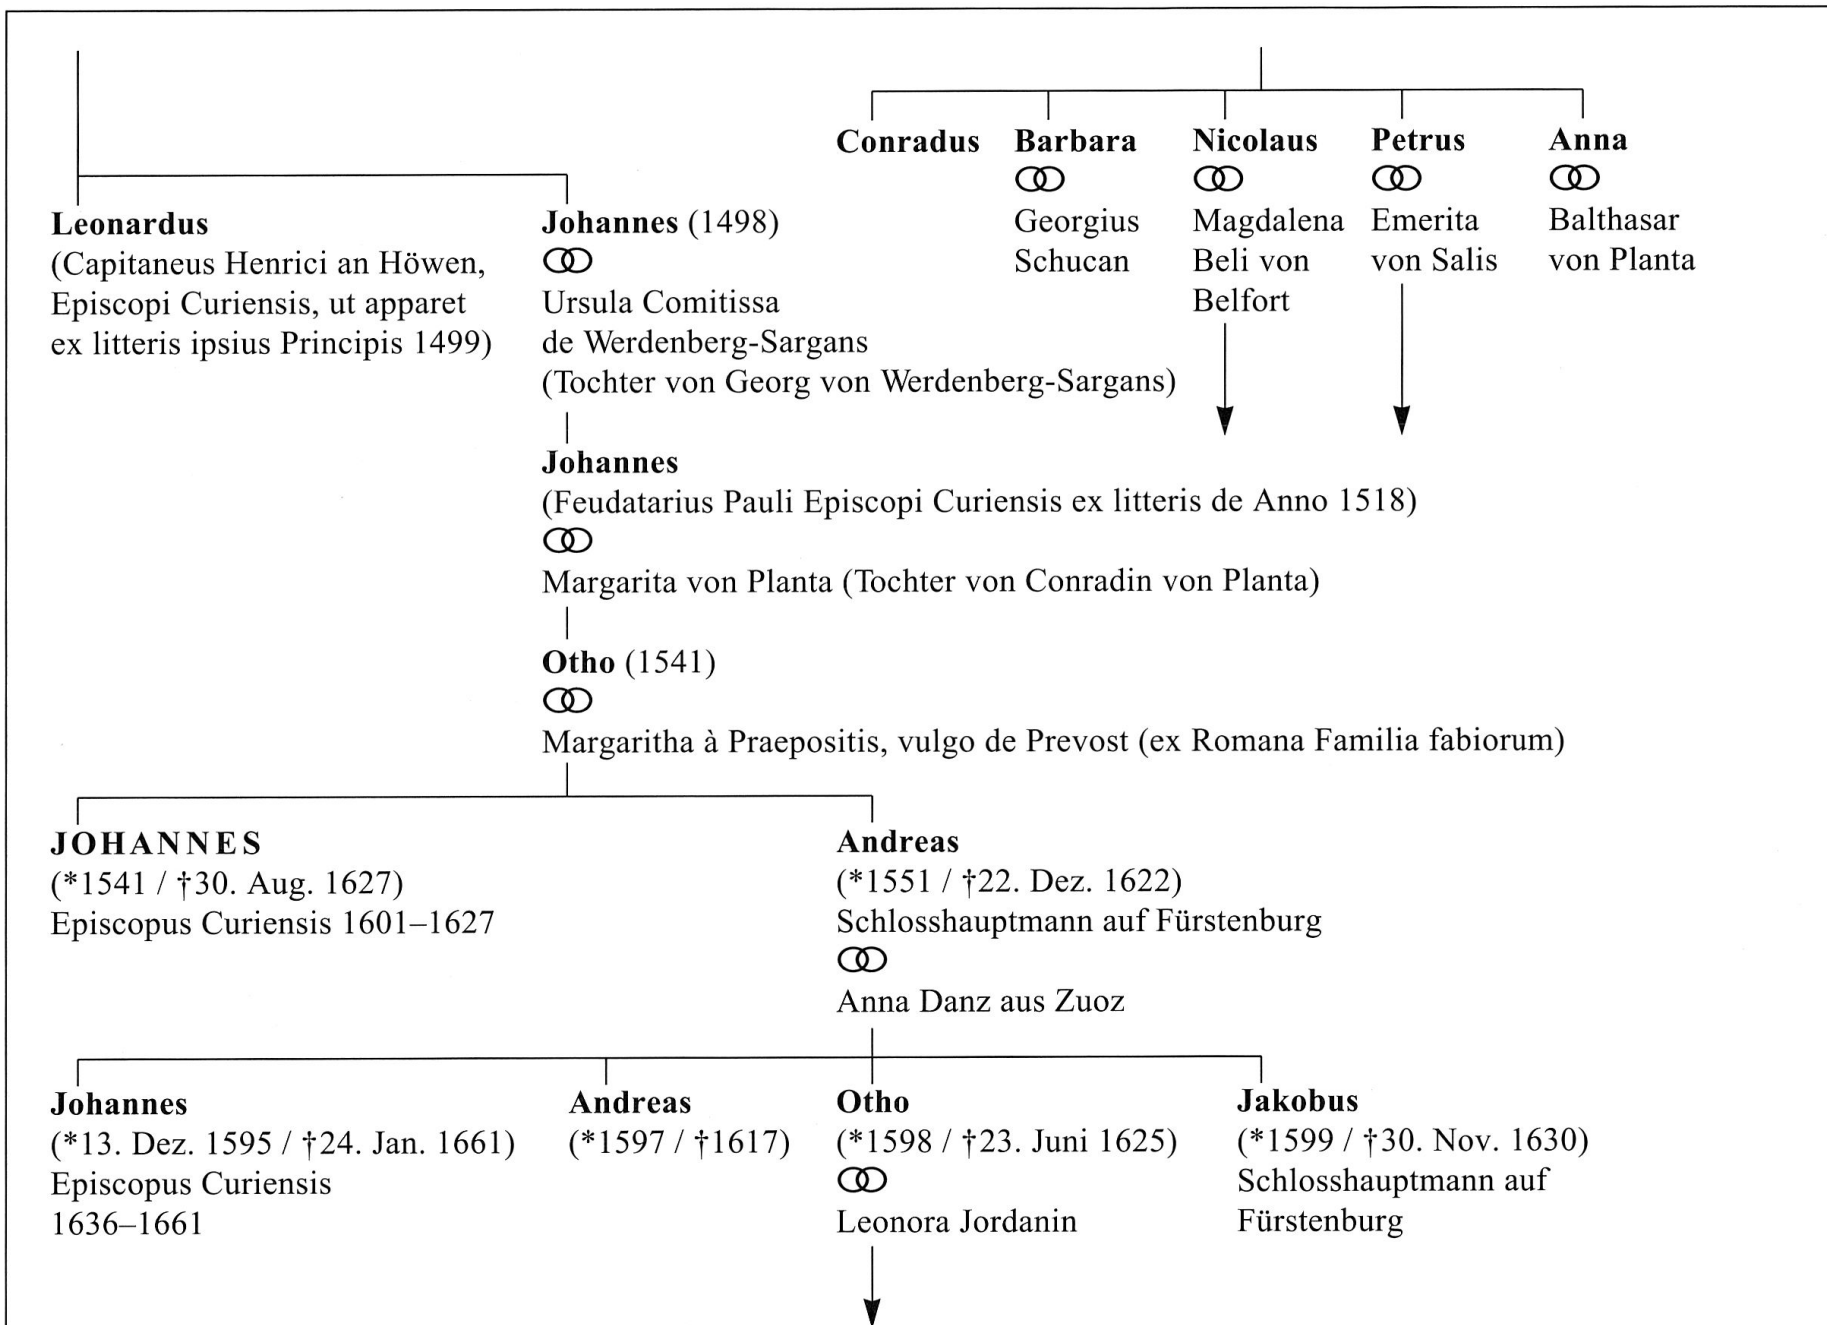 Conradus Barbara Nicolaus Petrus Anna
Georgius Magdalena Emerita Balthasar
Schucan Beli von von Salis von Planta
Belfort
Leonardus
(Capitaneus Henrici an Höwen,
Episcopi Curiensis, ut apparet
ex litteris ipsius Principis 1499)
Johannes (1498)
Ursula Comitissa
de Werdenberg-Sargans
(Tochter von Georg von Werdenberg-Sargans)
Johannes
(Feudatarius Pauli Episcopi Curiensis ex litteris de Anno 1518)
Margarita von Planta (Tochter von Conradin von Planta)
Otho (1541)
Margaritha à Praepositis, vulgo de Prevost (ex Romana Familia fabiorum)
JOHANNES
(*1541 / †30. Aug. 1627)
Episcopus Curiensis 1601–1627
Andreas
(*1551 / †22. Dez. 1622)
Schlosshauptmann auf Fürstenburg
Anna Danz aus Zuoz
Johannes
(*13. Dez. 1595 / †24. Jan. 1661)
Episcopus Curiensis
1636–1661
Andreas
(*1597 / †1617)
Otho
(*1598 / †23. Juni 1625)
Leonora Jordanin
Jakobus
(*1599 / †30. Nov. 1630)
Schlosshauptmann auf
Fürstenburg